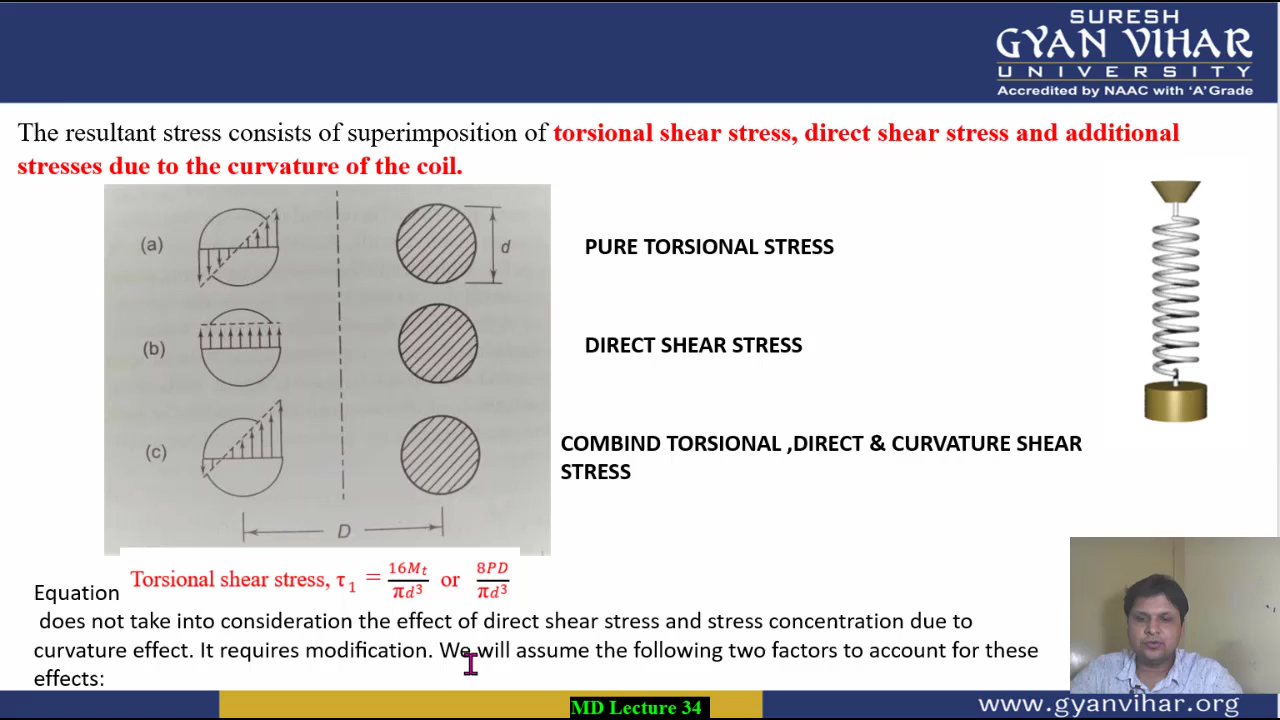 SURESH
GYAN VIHAR
UNIVERSITY
Accredited by NAAC with ‘A’ Grade
The resultant stress consists of superimposition of torsional shear stress, direct shear stress and additional
stresses due to the curvature of the coil.
(a)
d
PURE TORSIONAL STRESS
(b)
DIRECT SHEAR STRESS
(c)
COMBIND TORSIONAL ,DIRECT & CURVATURE SHEAR
STRESS
D
Equation Torsional shear stress, τ₁ = 16Mt/πd³ or 8PD/πd³
does not take into consideration the effect of direct shear stress and stress concentration due to
curvature effect. It requires modification. We will assume the following two factors to account for these
effects:
MD Lecture 34
www.gyanvihar.org